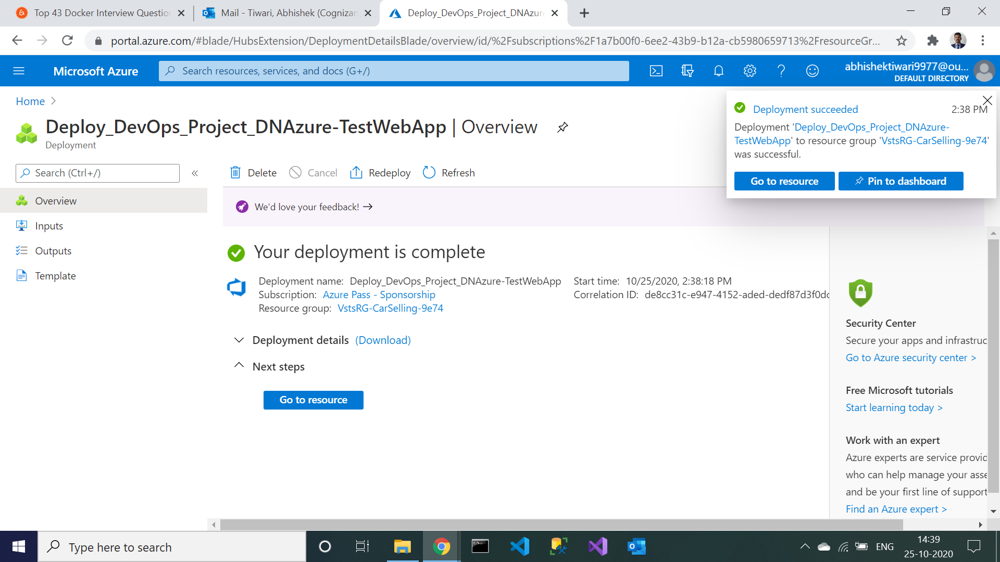 Top 43 Docker Interview Question
Mail - Tiwari, Abhishek (Cognizan
Deploy_DevOps_Project_DNAzure
portal.azure.com/#blade/HubsExtension/DeploymentDetailsBlade/overview/id/%2Fsubscriptions%2F1a7b00f0-6ee2-43b9-b12a-cb5980659713%2FresourceGr...
Microsoft Azure
Search resources, services, and docs (G+/)
abhishektiwari9977@ou...
DEFAULT DIRECTORY
Home
Deploy_DevOps_Project_DNAzure-TestWebApp | Overview
Deployment
Deployment succeeded
2:38 PM
Deployment 'Deploy_DevOps_Project_DNAzure-
TestWebApp' to resource group 'VstsRG-CarSelling-9e74'
was successful.
Go to resource
Pin to dashboard
Search (Ctrl+/)
«
Delete
Cancel
Redeploy
Refresh
Overview
Inputs
Outputs
Template
We'd love your feedback! →
Your deployment is complete
Deployment name: Deploy_DevOps_Project_DNAzure-TestWebApp
Subscription: Azure Pass - Sponsorship
Resource group: VstsRG-CarSelling-9e74
Start time: 10/25/2020, 2:38:18 PM
Correlation ID: de8cc31c-e947-4152-aded-dedf87d3f0dc
Deployment details (Download)
Next steps
Go to resource
Security Center
Secure your apps and infrastruc
Go to Azure security center >
Free Microsoft tutorials
Start learning today >
Work with an expert
Azure experts are service provid
who can help manage your asse
and be your first line of support
Find an Azure expert >
Type here to search
ENG
14:39
25-10-2020